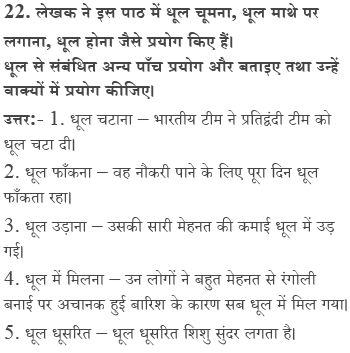 22. लेखक ने इस पाठ में धूल चूमना, धूल माथे पर
लगाना, धूल होना जैसे प्रयोग किए हैं।
धूल से संबंधित अन्य पाँच प्रयोग और बताइए तथा उन्हें
वाक्यों में प्रयोग कीजिए।
उत्तर:- 1. धूल चटाना – भारतीय टीम ने प्रतिद्वंदी टीम को
धूल चटा दी।
2. धूल फाँकना – वह नौकरी पाने के लिए पूरा दिन धूल
फाँकता रहा।
3. धूल उड़ाना – उसकी सारी मेहनत की कमाई धूल में उड़
गई।
4. धूल में मिलना – उन लोगों ने बहुत मेहनत से रंगोली
बनाई पर अचानक हुई बारिश के कारण सब धूल में मिल गया।
5. धूल धूसरित – धूल धूसरित शिशु सुंदर लगता है।